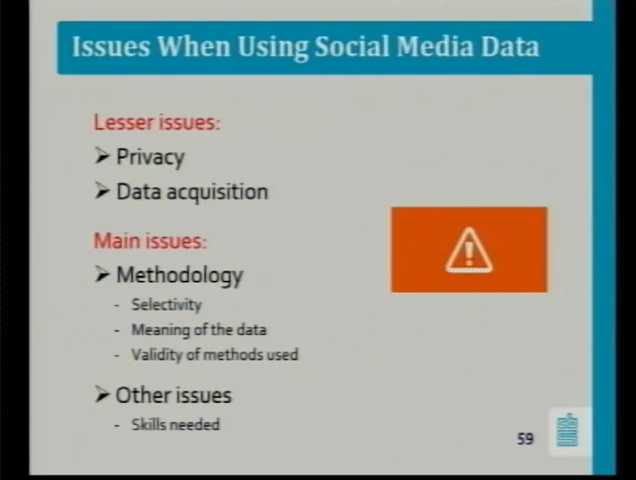 Issues When Using Social Media Data
Lesser issues:
➢ Privacy
➢ Data acquisition
Main issues:
➢ Methodology
- Selectivity
- Meaning of the data
- Validity of methods used
➢ Other issues
- Skills needed
59